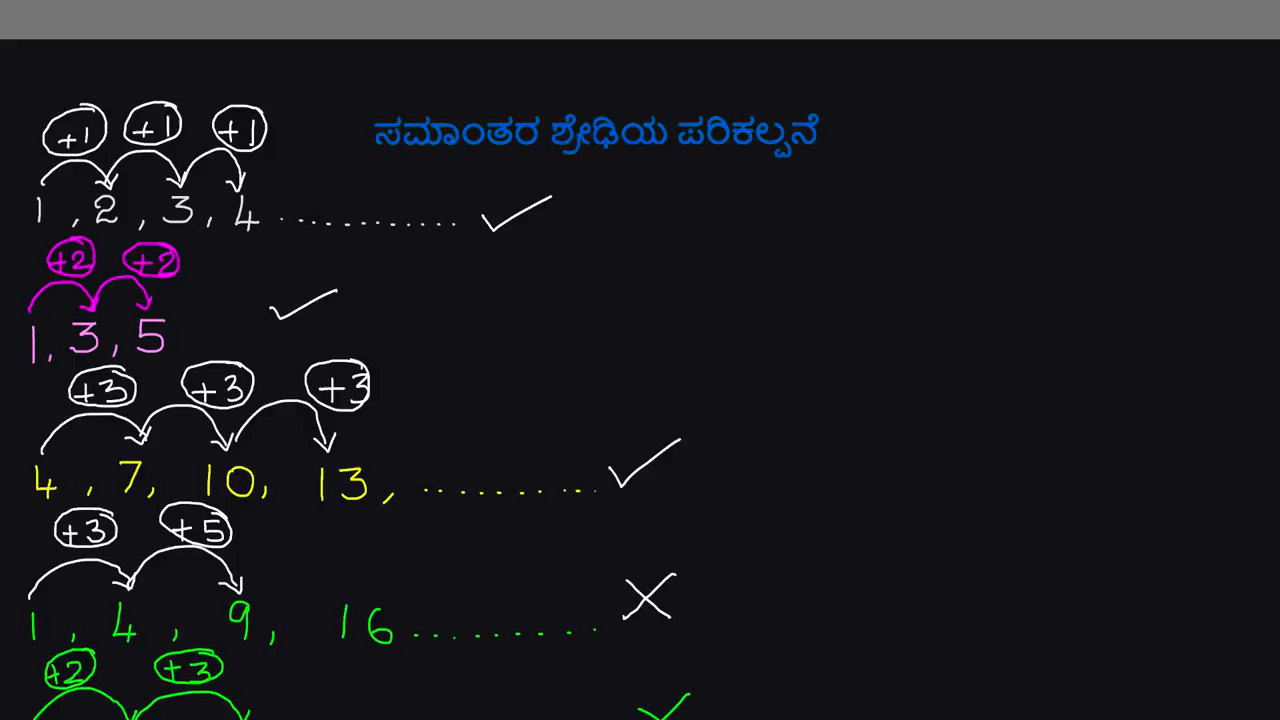 +1 +1 +1
ಸಮಾಂತರ ಶ್ರೇಢಿಯ ಪರಿಕಲ್ಪನೆ
1 , 2 , 3 , 4 ............
+2 +2
1, 3 , 5
+3 +3 +3
4 , 7, 10, 13, ..........
+3 +5
1 , 4 , 9 , 16 .........
+2 +3